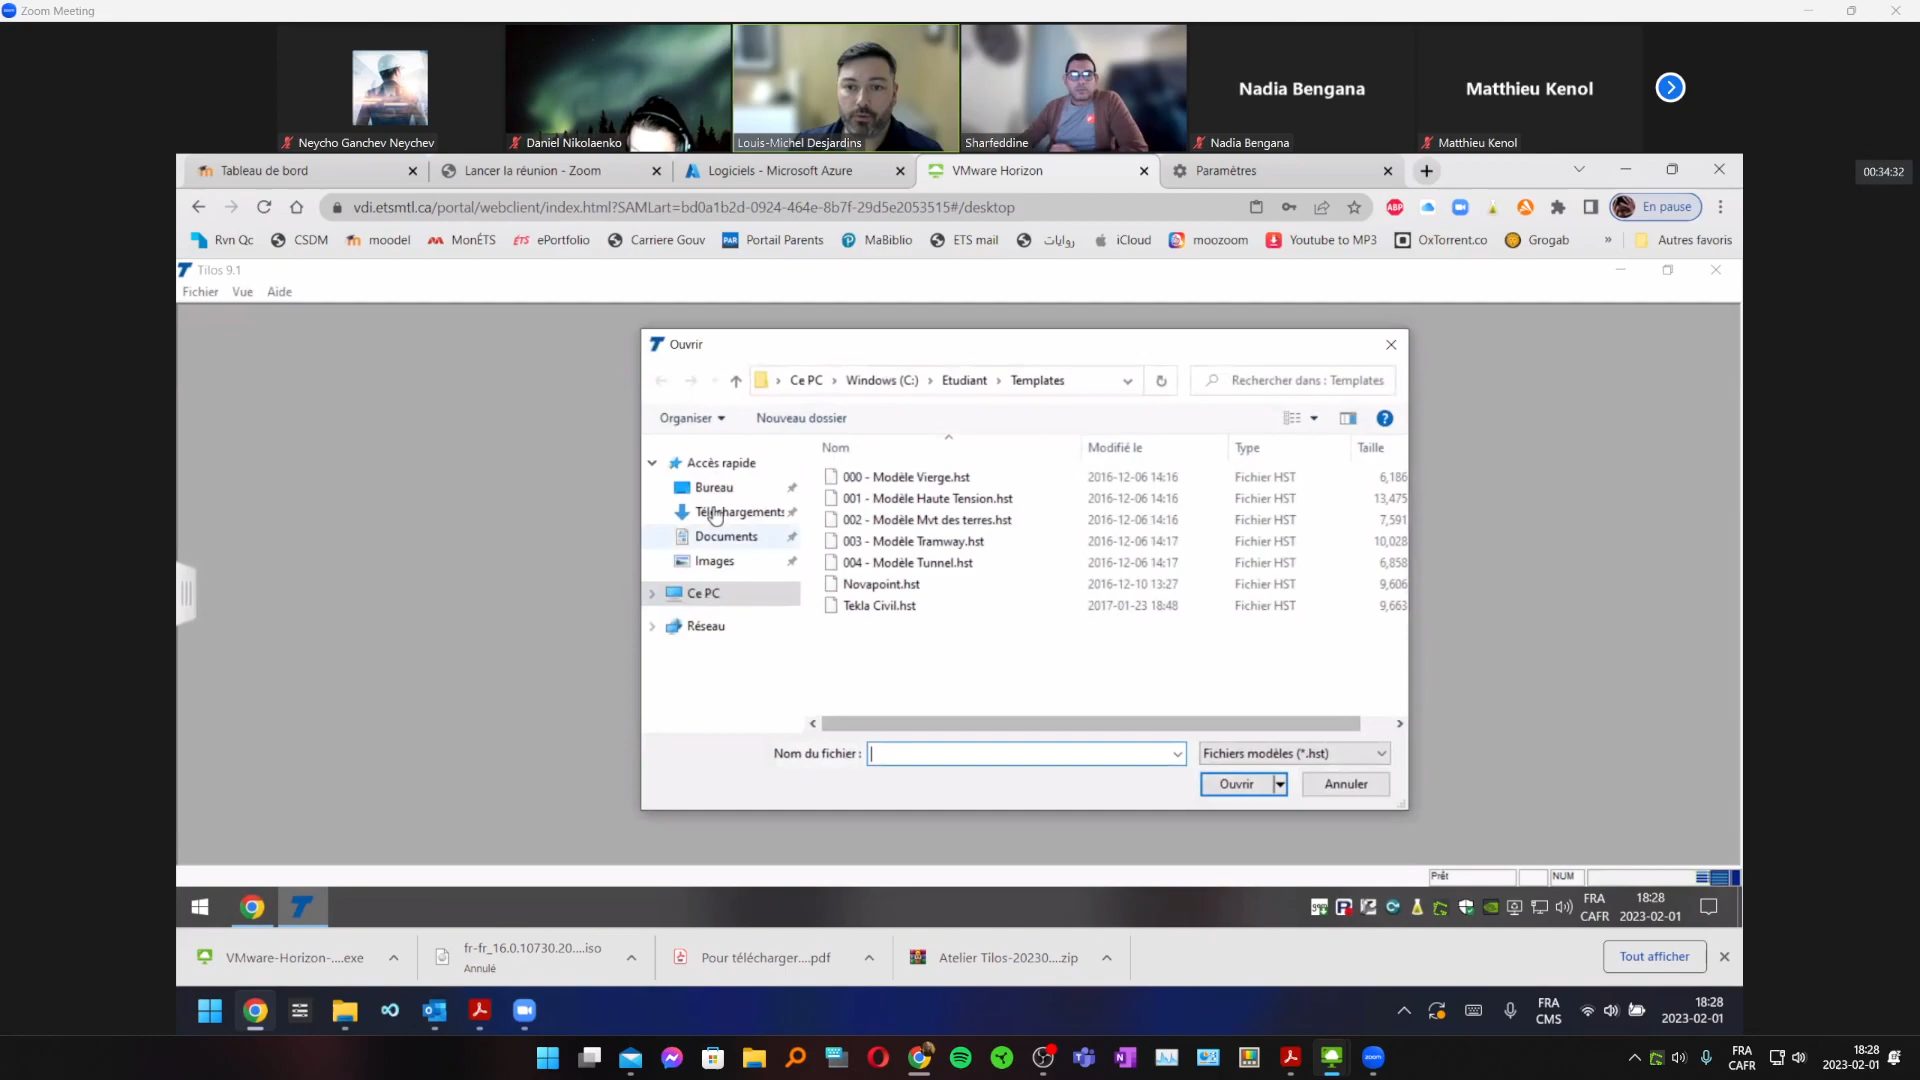 Zoom Meeting
Nadia Bengana
Matthieu Kenol
Neycho Ganchev Neychev
Daniel Nikolaenko
Louis-Michel Desjardins
Sharfeddine
Nadia Bengana
Matthieu Kenol
00:34:32
Tableau de bord
Lancer la réunion - Zoom
Logiciels - Microsoft Azure
VMware Horizon
Paramètres
vdi.etsmtl.ca/portal/webclient/index.html?SAMLart=bd0a1b2d-0924-464e-8b7f-29d5e2053515#/desktop
ABP
En pause
Rvn Qc
CSDM
moodel
MonÉTS
ÉTS ePortfolio
Carriere Gouv
PAR Portail Parents
MaBiblio
ETS mail
روايات
iCloud
moozoom
Youtube to MP3
OxTorrent.co
Grogab
»
Autres favoris
Tilos 9.1
Fichier Vue Aide
Ouvrir
Ce PC > Windows (C:) > Etudiant > Templates
Rechercher dans : Templates
Organiser
Nouveau dossier
Nom Modifié le Type Taille
Accès rapide
Bureau
Téléchargements
Documents
Images
Ce PC
Réseau
000 - Modèle Vierge.hst 2016-12-06 14:16 Fichier HST 6,186
001 - Modèle Haute Tension.hst 2016-12-06 14:16 Fichier HST 13,475
002 - Modèle Mvt des terres.hst 2016-12-06 14:16 Fichier HST 7,591
003 - Modèle Tramway.hst 2016-12-06 14:17 Fichier HST 10,028
004 - Modèle Tunnel.hst 2016-12-06 14:17 Fichier HST 6,858
Novapoint.hst 2016-12-10 13:27 Fichier HST 9,606
Tekla Civil.hst 2017-01-23 18:48 Fichier HST 9,663
Nom du fichier :
Fichiers modèles (*.hst)
Ouvrir
Annuler
Prêt
NUM
FRA
CAFR
18:28
2023-02-01
VMware-Horizon-....exe
fr-fr_16.0.10730.20....iso
Annulé
Pour télécharger....pdf
Atelier Tilos-20230....zip
Tout afficher
FRA
CMS
18:28
2023-02-01
zoom
FRA
CAFR
18:28
2023-02-01